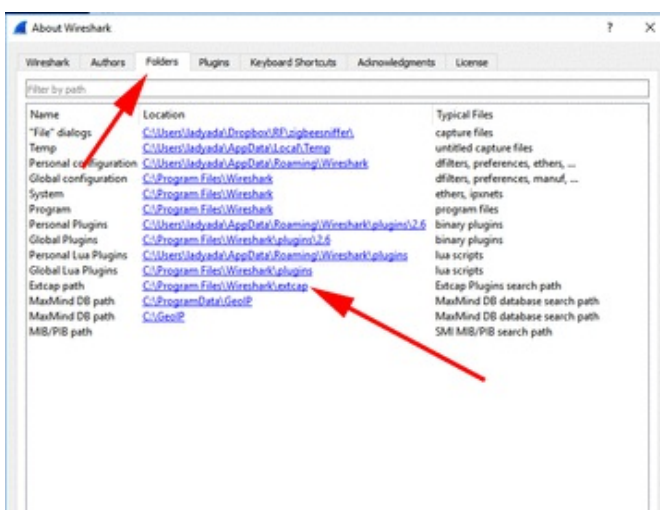 About Wireshark ? X
Wireshark Authors Folders Plugins Keyboard Shortcuts Acknowledgments License
Filter by path
Name Location Typical Files
"File" dialogs C:\Users\ladyada\Dropbox\RF\zigbeesniffer\ capture files
Temp C:\Users\ladyada\AppData\Local\Temp untitled capture files
Personal configuration C:\Users\ladyada\AppData\Roaming\Wireshark dfilters, preferences, ethers, ...
Global configuration C:\Program Files\Wireshark dfilters, preferences, manuf, ...
System C:\Program Files\Wireshark ethers, ipxnets
Program C:\Program Files\Wireshark program files
Personal Plugins C:\Users\ladyada\AppData\Roaming\Wireshark\plugins\2.6 binary plugins
Global Plugins C:\Program Files\Wireshark\plugins\2.6 binary plugins
Personal Lua Plugins C:\Users\ladyada\AppData\Roaming\Wireshark\plugins lua scripts
Global Lua Plugins C:\Program Files\Wireshark\plugins lua scripts
Extcap path C:\Program Files\Wireshark\extcap Extcap Plugins search path
MaxMind DB path C:\ProgramData\GeoIP MaxMind DB database search path
MaxMind DB path C:\GeoIP MaxMind DB database search path
MIB/PIB path SMI MIB/PIB search path